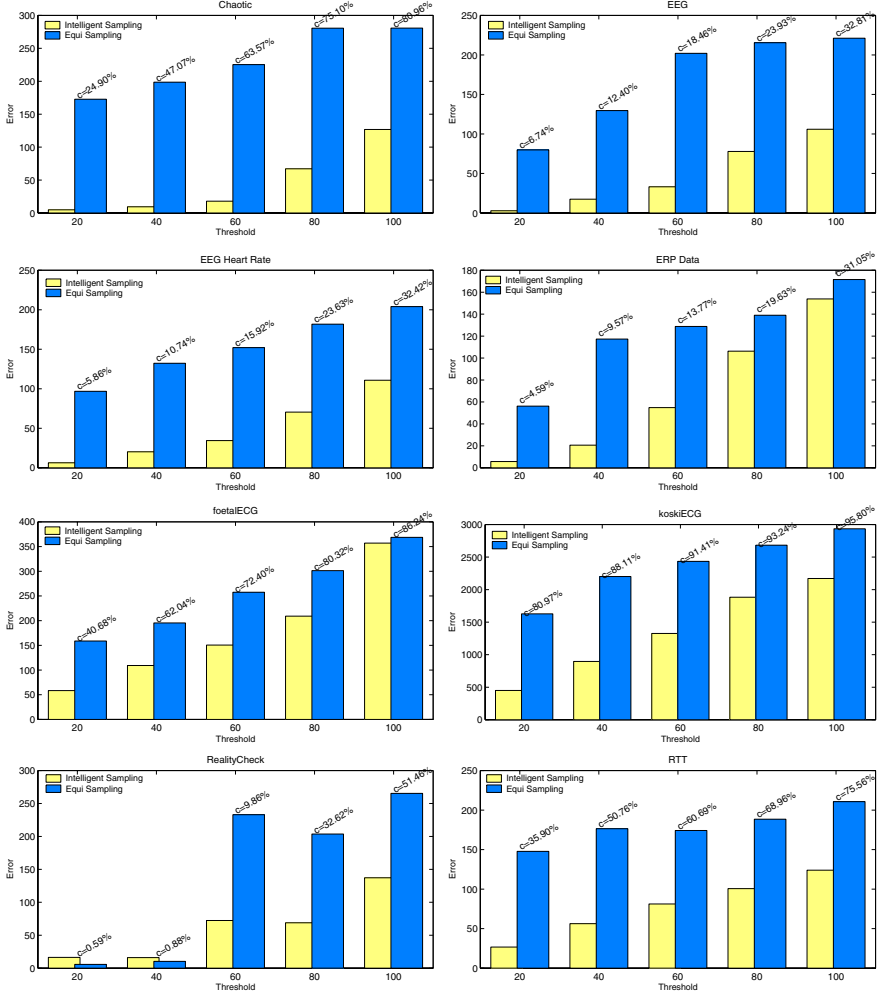 Chaotic
300
250
200
150
100
50
0
Error
Intelligent Sampling
Equi Sampling
c=24.90%
c=47.07%
c=63.57%
c=75.10%
c=80.96%
20 40 60 80 100
Threshold
EEG
250
200
150
100
50
0
Error
Intelligent Sampling
Equi Sampling
c=6.74%
c=12.40%
c=18.46%
c=23.93%
c=32.81%
20 40 60 80 100
Threshold
EEG Heart Rate
250
200
150
100
50
0
Error
Intelligent Sampling
Equi Sampling
c=5.86%
c=10.74%
c=15.92%
c=23.63%
c=32.42%
20 40 60 80 100
Threshold
ERP Data
180
160
140
120
100
80
60
40
20
0
Error
Intelligent Sampling
Equi Sampling
c=4.59%
c=9.57%
c=13.77%
c=19.63%
c=31.05%
20 40 60 80 100
Threshold
foetalECG
400
350
300
250
200
150
100
50
0
Error
Intelligent Sampling
Equi Sampling
c=40.68%
c=62.04%
c=72.40%
c=80.32%
c=86.24%
20 40 60 80 100
Threshold
koskiECG
3000
2500
2000
1500
1000
500
0
Error
Intelligent Sampling
Equi Sampling
c=80.97%
c=88.11%
c=91.41%
c=93.24%
c=95.80%
20 40 60 80 100
Threshold
RealityCheck
300
250
200
150
100
50
0
Error
Intelligent Sampling
Equi Sampling
c=0.59%
c=0.88%
c=9.86%
c=32.62%
c=51.46%
20 40 60 80 100
Threshold
RTT
250
200
150
100
50
0
Error
Intelligent Sampling
Equi Sampling
c=35.90%
c=50.76%
c=60.69%
c=68.96%
c=75.56%
20 40 60 80 100
Threshold